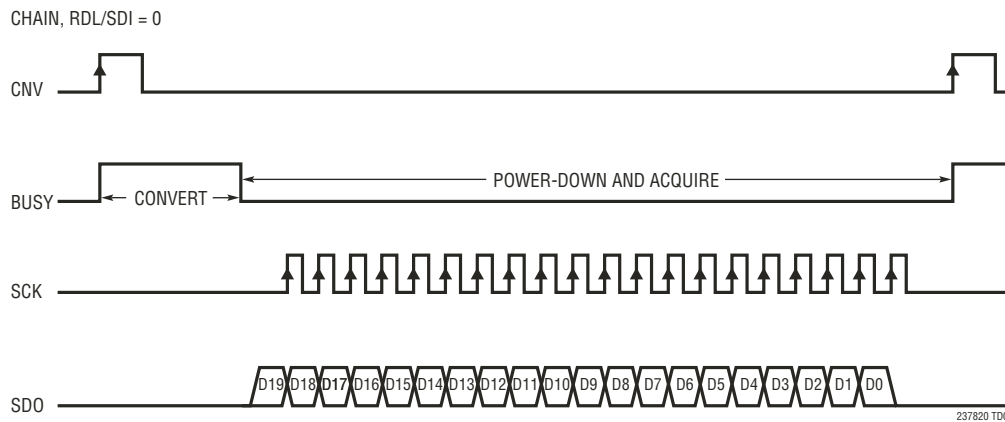 CHAIN, RDL/SDI = 0
CNV
BUSY
CONVERT
POWER-DOWN AND ACQUIRE
SCK
SDO
D19 D18 D17 D16 D15 D14 D13 D12 D11 D10 D9 D8 D7 D6 D5 D4 D3 D2 D1 D0
237820